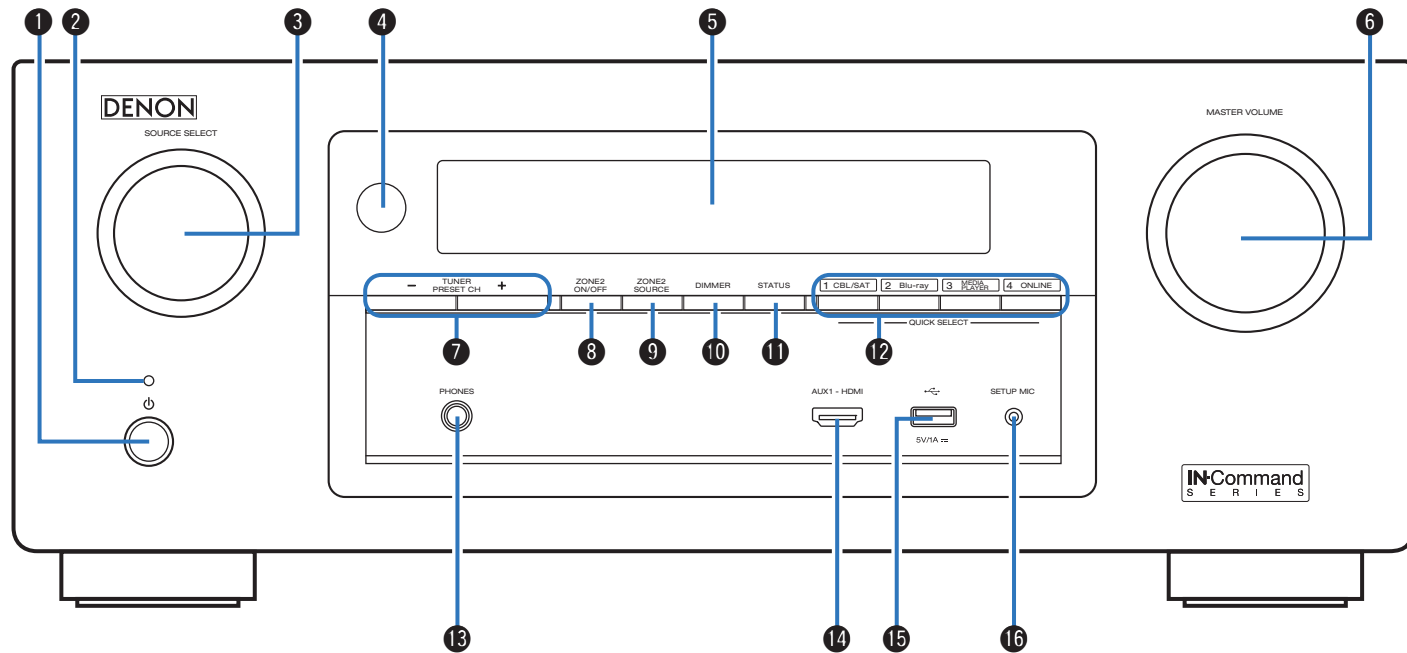 1 2 3 4 5 6
DENON
SOURCE SELECT
MASTER VOLUME
− TUNER +
PRESET CH
ZONE2
ON/OFF
ZONE2
SOURCE
DIMMER
STATUS
1 CBL/SAT
2 Blu-ray
3 MEDIA
PLAYER
4 ONLINE
QUICK SELECT
7 8 9 10 11 12
PHONES
AUX1 - HDMI
SETUP MIC
5V/1A
IN-Command
SERIES
13 14 15 16